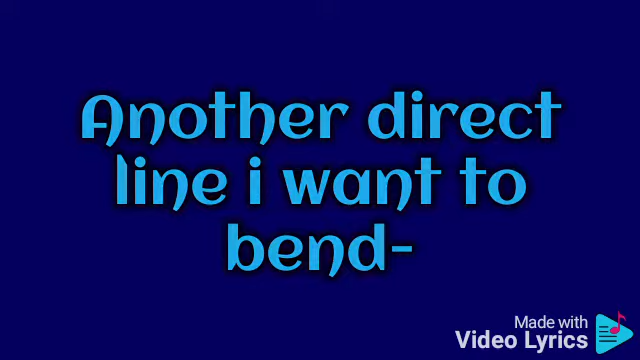 Another direct
line i want to
bend-
Made with
Video Lyrics